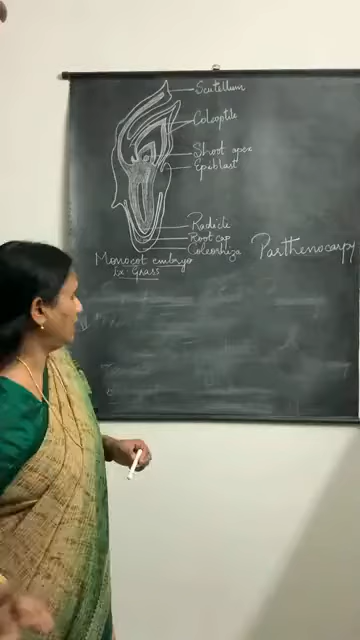 Scutellum
Coleoptile
Shoot apex
Epiblast
Radicle
Root cap
Coleorhiza
Monocot embryo
Ex: Grass
Parthenocarpy